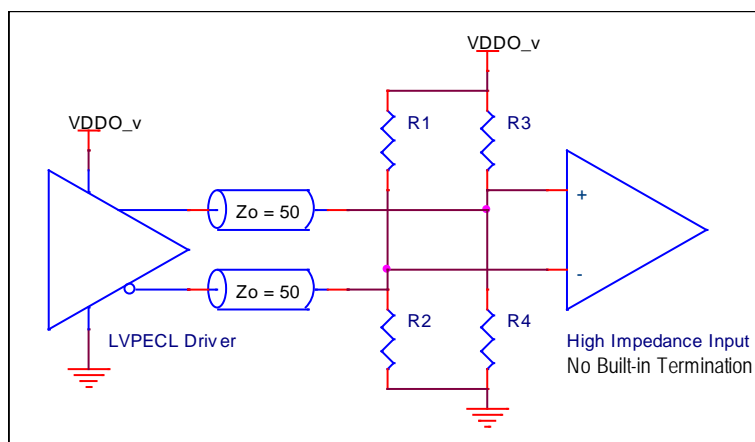 VDDO_v
VDDO_v
R1
R3
+
Zo = 50
-
Zo = 50
R2
R4
LVPECL Driver
High Impedance Input
No Built-in Termination